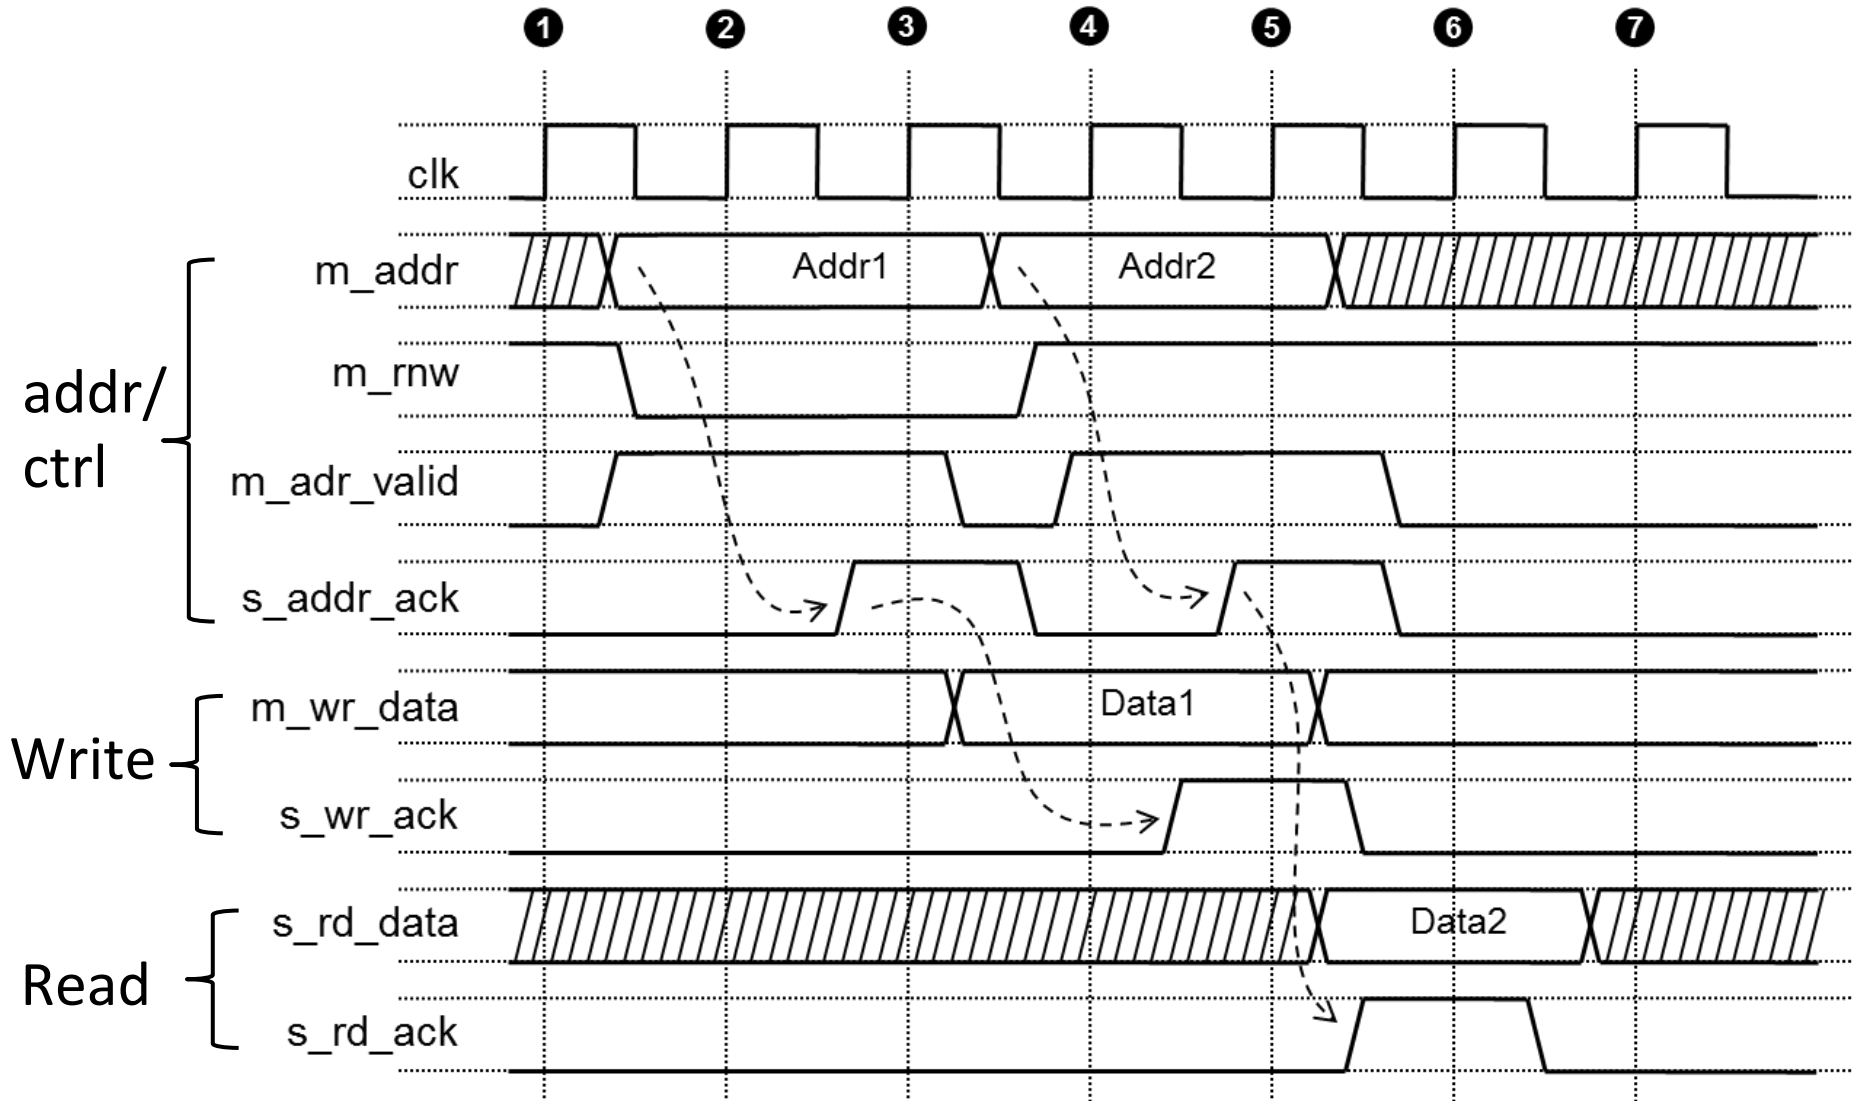 1 2 3 4 5 6 7
clk
m_addr Addr1 Addr2
m_rnw
addr/
ctrl
m_adr_valid
s_addr_ack
m_wr_data Data1
Write
s_wr_ack
s_rd_data Data2
Read
s_rd_ack